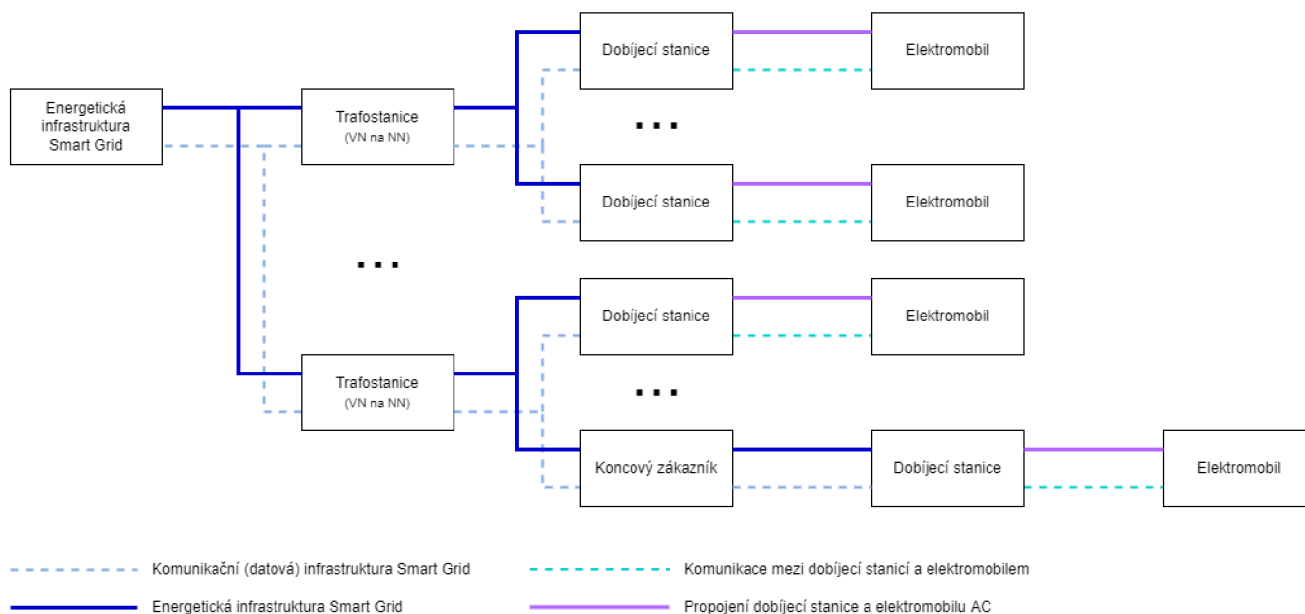 Dobíjecí stanice
Elektromobil
Energetická
infrastruktura
Smart Grid
Trafostanice
(VN na NN)
...
Dobíjecí stanice
Elektromobil
...
Dobíjecí stanice
Elektromobil
Trafostanice
(VN na NN)
...
Koncový zákazník
Dobíjecí stanice
Elektromobil
Komunikační (datová) infrastruktura Smart Grid
Komunikace mezi dobíjecí stanicí a elektromobilem
Energetická infrastruktura Smart Grid
Propojení dobíjecí stanice a elektromobilu AC